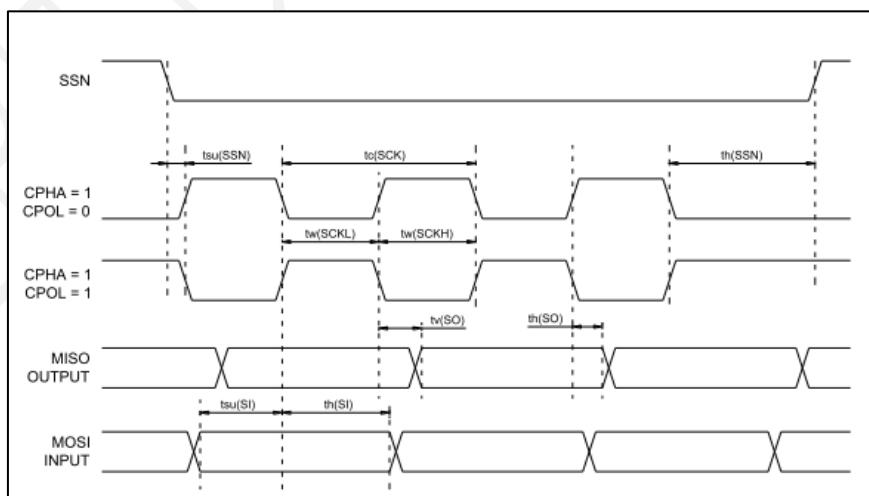 SSN
tsu(SSN)
tc(SCK)
th(SSN)
CPHA = 1
CPOL = 0
tw(SCKL)
tw(SCKH)
CPHA = 1
CPOL = 1
tv(SO)
th(SO)
MISO
OUTPUT
tsu(SI)
th(SI)
MOSI
INPUT